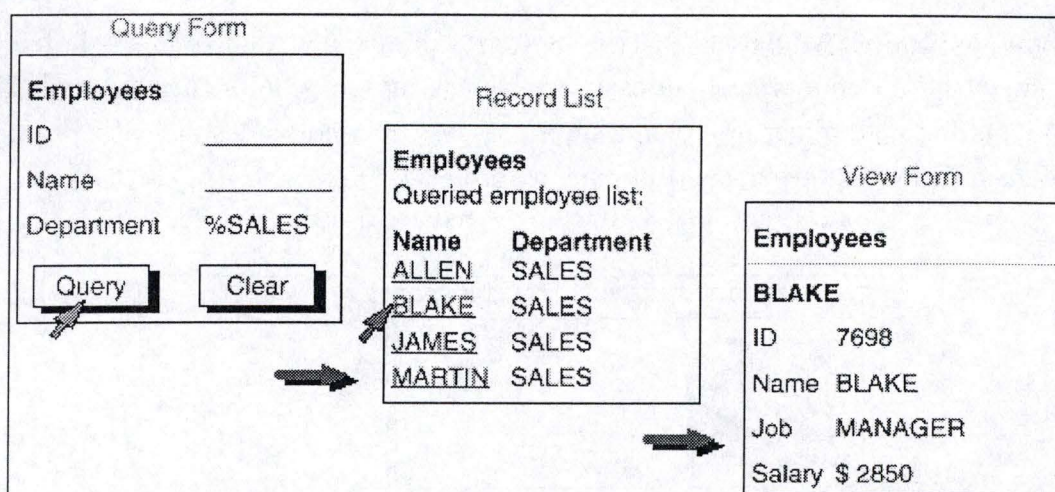 Query Form
Employees
ID
Name
Department %SALES
Query Clear
Record List
Employees
Queried employee list:
Name Department
ALLEN SALES
BLAKE SALES
JAMES SALES
MARTIN SALES
View Form
Employees
BLAKE
ID 7698
Name BLAKE
Job MANAGER
Salary $ 2850